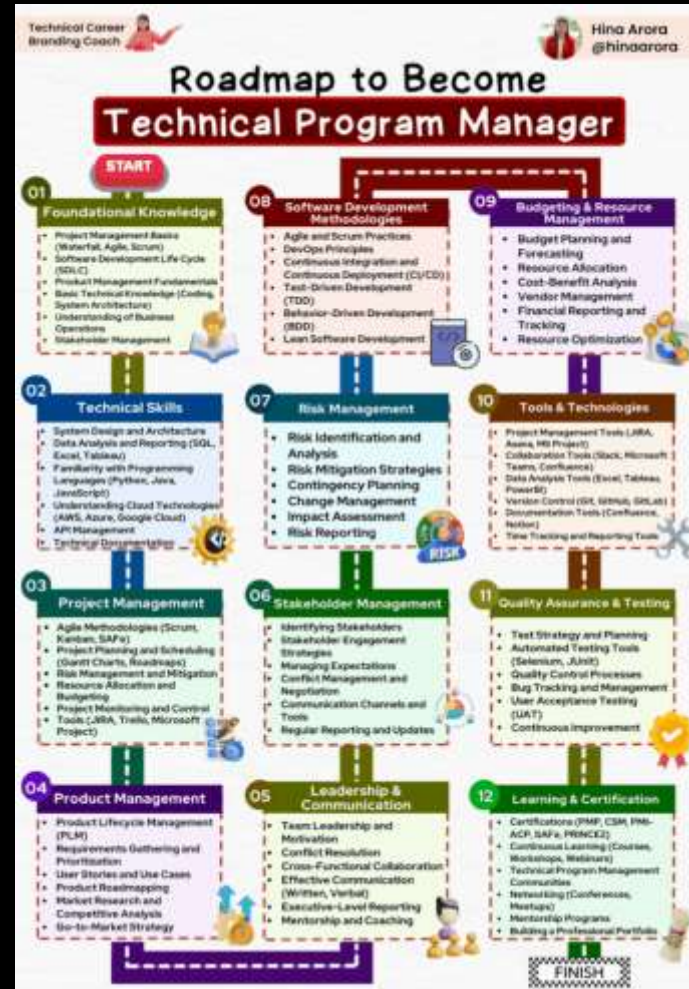 Technical Career
Branding Coach
Hina Arora
@hinaarora
Roadmap to Become
Technical Program Manager
START
01
Foundational Knowledge
Project Management Basics
(Waterfall, Agile, Scrum)
Software Development Life Cycle
(SDLC)
Product Management Fundamentals
Basic Technical Knowledge (Coding,
System Architecture)
Understanding of Business
Operations
Stakeholder Management
02
Technical Skills
System Design and Architecture
Data Analysis and Reporting (SQL,
Excel, Tableau)
Familiarity with Programming
Languages (Python, Java,
JavaScript)
Understanding Cloud Technologies
(AWS, Azure, Google Cloud)
API Management
Technical Documentation
03
Project Management
Agile Methodologies (Scrum,
Kanban, SAFe)
Project Planning and Scheduling
(Gantt Charts, Roadmaps)
Risk Management and Mitigation
Resource Allocation and
Budgeting
Project Monitoring and Control
Tools (JIRA, Trello, Microsoft
Project)
04
Product Management
Product Lifecycle Management
(PLM)
Requirements Gathering and
Prioritization
User Stories and Use Cases
Product Roadmapping
Market Research and
Competitive Analysis
Go-to-Market Strategy
05
Leadership &
Communication
Team Leadership and
Motivation
Conflict Resolution
Cross-Functional Collaboration
Effective Communication
(Written, Verbal)
Executive-Level Reporting
Mentorship and Coaching
06
Stakeholder Management
Identifying Stakeholders
Stakeholder Engagement
Strategies
Managing Expectations
Conflict Management and
Negotiation
Communication Channels and
Tools
Regular Reporting and Updates
07
Risk Management
Risk Identification and
Analysis
Risk Mitigation Strategies
Contingency Planning
Change Management
Impact Assessment
Risk Reporting
RISK
08
Software Development
Methodologies
Agile and Scrum Practices
DevOps Principles
Continuous Integration and
Continuous Deployment (CI/CD)
Test-Driven Development
(TDD)
Behavior-Driven Development
(BDD)
Lean Software Development
09
Budgeting & Resource
Management
Budget Planning and
Forecasting
Resource Allocation
Cost-Benefit Analysis
Vendor Management
Financial Reporting and
Tracking
Resource Optimization
10
Tools & Technologies
Project Management Tools (JIRA,
Asana, MS Project)
Collaboration Tools (Slack, Microsoft
Teams, Confluence)
Data Analysis Tools (Excel, Tableau,
PowerBI)
Version Control (Git, GitHub, GitLab)
Documentation Tools (Confluence,
Notion)
Time Tracking and Reporting Tools
11
Quality Assurance & Testing
Test Strategy and Planning
Automated Testing Tools
(Selenium, JUnit)
Quality Control Processes
Bug Tracking and Management
User Acceptance Testing
(UAT)
Continuous Improvement
12
Learning & Certification
Certifications (PMP, CSM, PMI-
ACP, SAFe, PRINCE2)
Continuous Learning (Courses,
Workshops, Webinars)
Technical Program Management
Communities
Networking (Conferences,
Meetups)
Mentorship Programs
Building a Professional Portfolio
FINISH